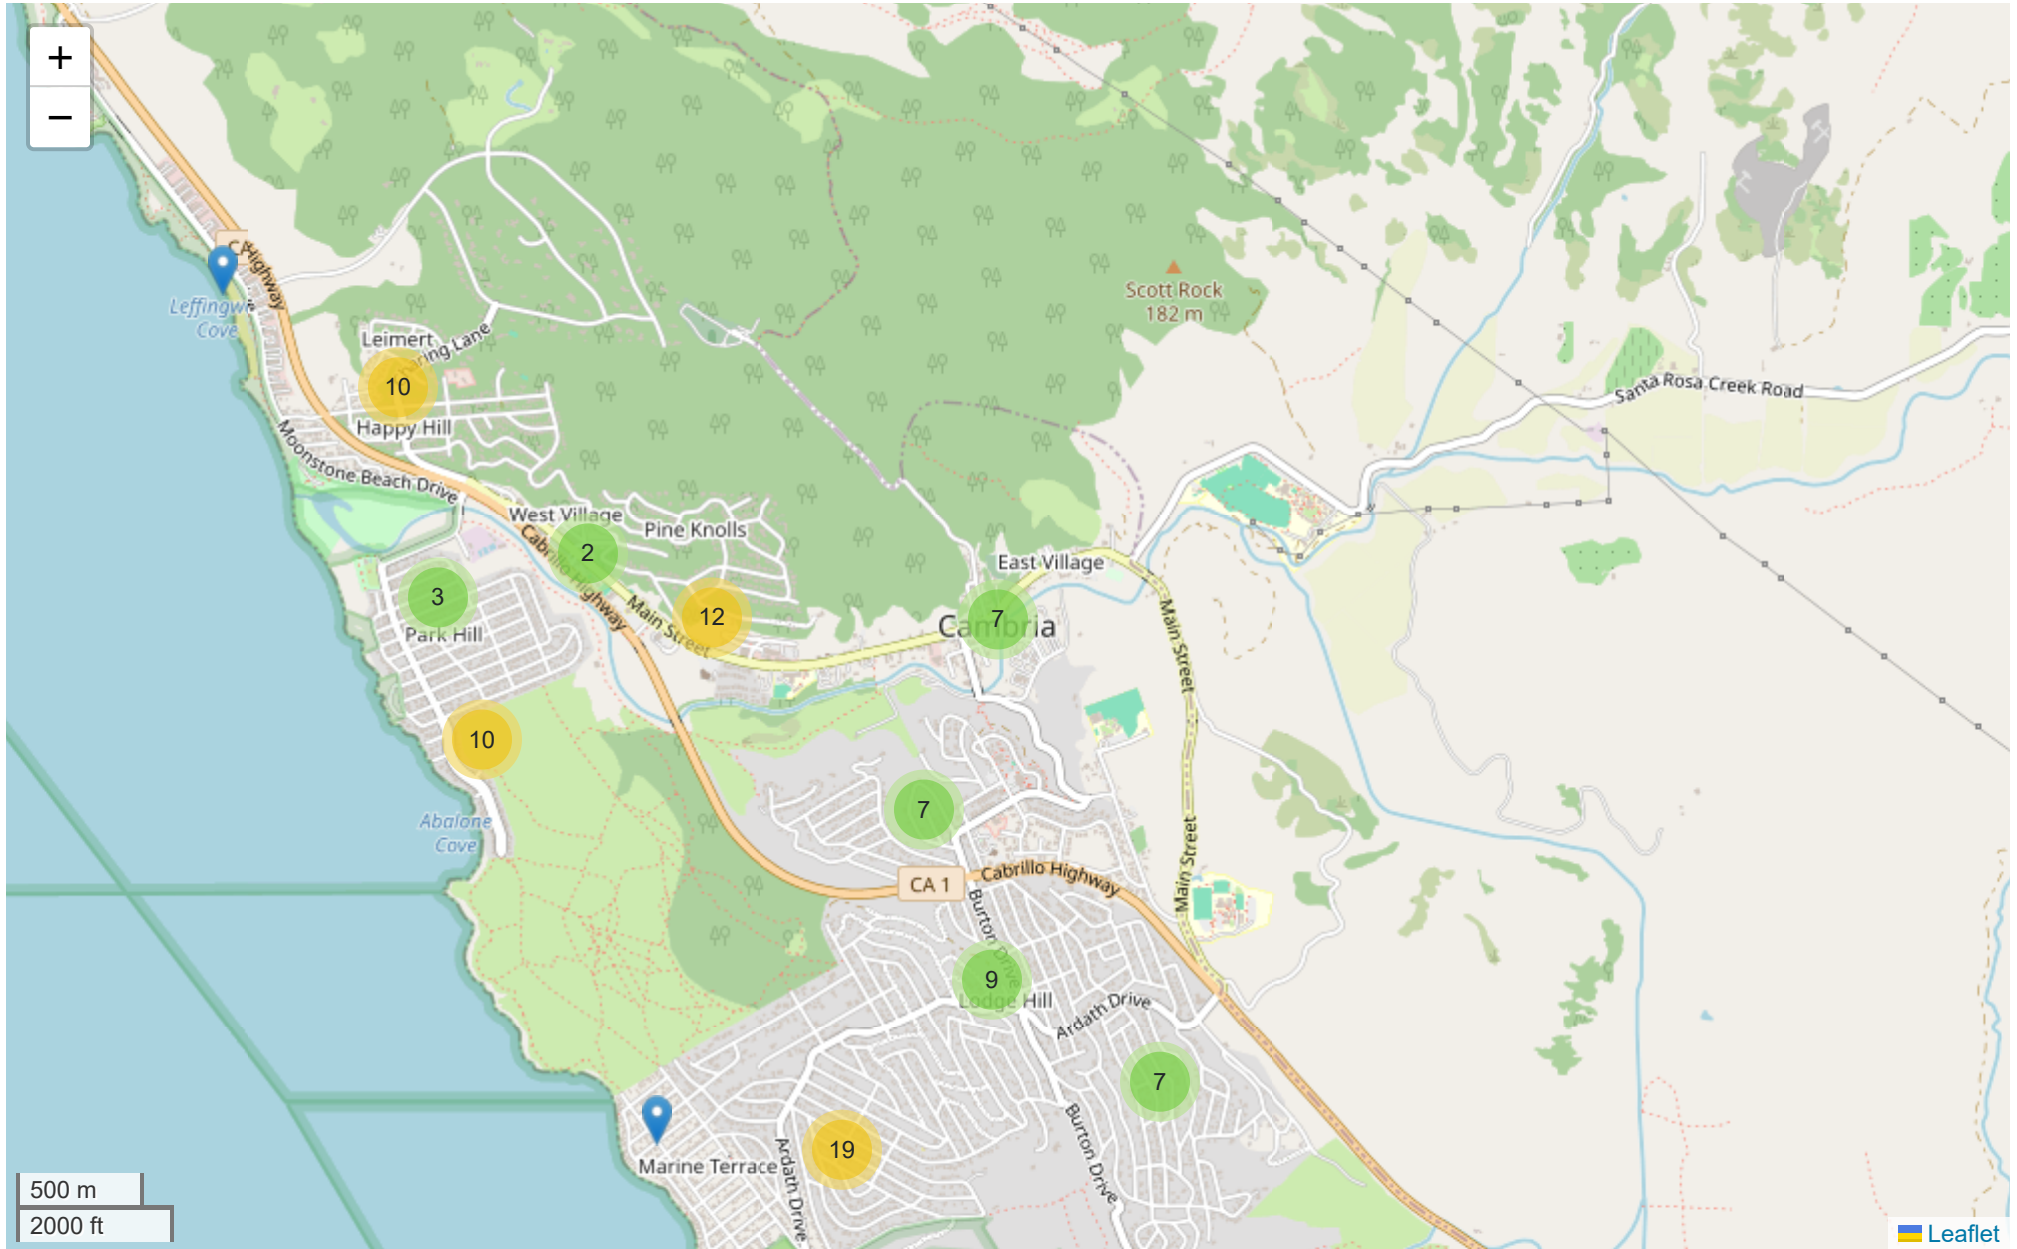 +
−
Highway
Leffingw
Cove
Scott Rock
182 m
Leimert
aring Lane
10
Happy Hill
Santa Rosa Creek Road
Moonstone Beach Drive
West Village
Pine Knolls
2
Cabrillo Highway
East Village
3
Park Hill
12
Main Street
7
Cambria
Main Street
10
Abalone
Cove
7
Main Street
CA 1
Cabrillo Highway
Burton Drive
9
Lodge Hill
Ardath Drive
7
19
Marine Terrace
Ardath Drive
Burton Drive
500 m
2000 ft
Leaflet